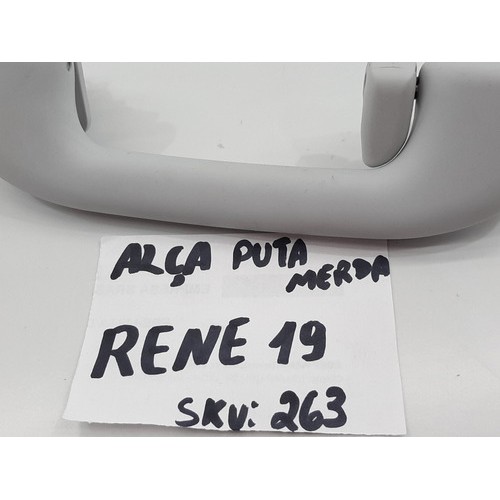 ALÇA PUTA MERDA
RENE 19
SKU: 263